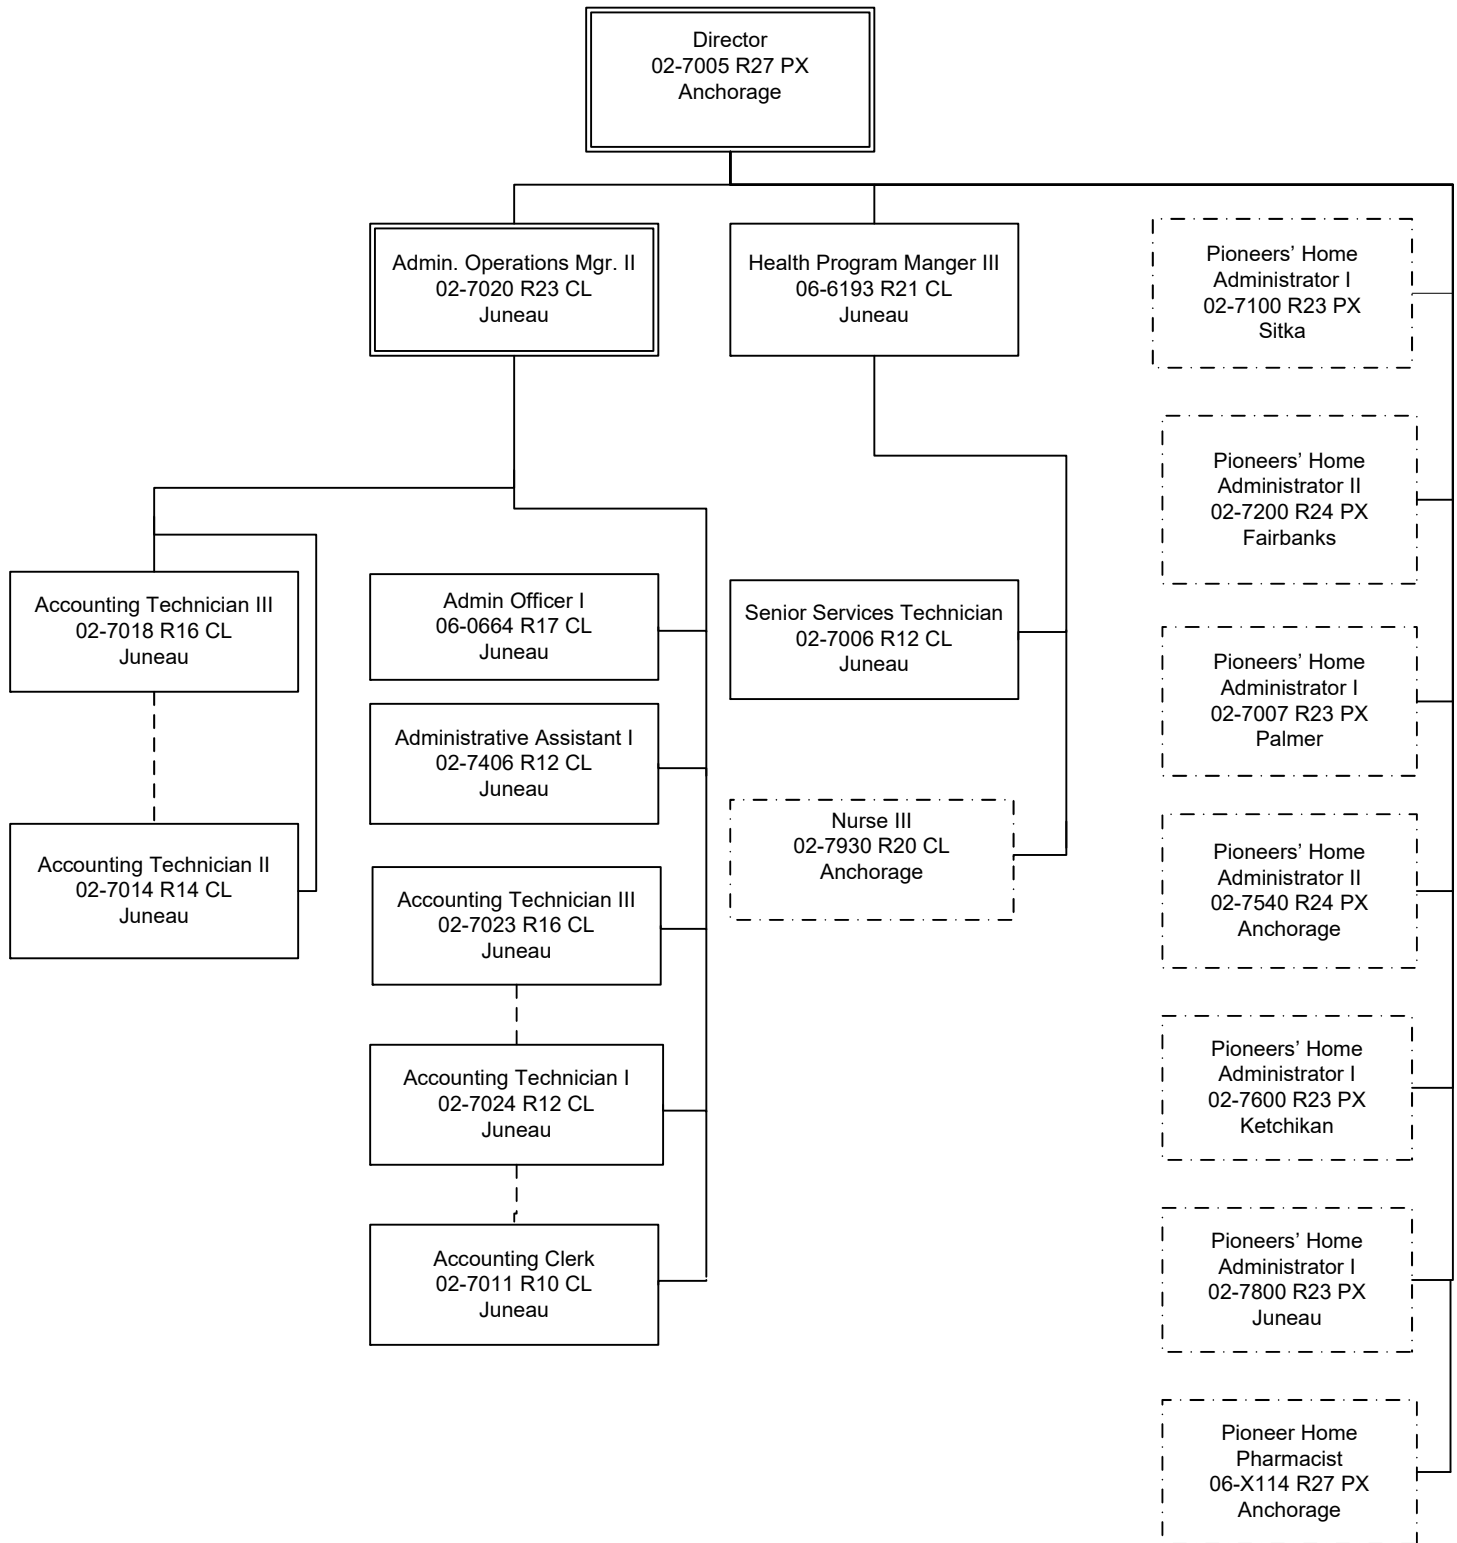 Director
02-7005 R27 PX
Anchorage
Admin. Operations Mgr. II
02-7020 R23 CL
Juneau
Health Program Manger III
06-6193 R21 CL
Juneau
Pioneers’ Home
Administrator I
02-7100 R23 PX
Sitka
Pioneers’ Home
Administrator II
02-7200 R24 PX
Fairbanks
Accounting Technician III
02-7018 R16 CL
Juneau
Admin Officer I
06-0664 R17 CL
Juneau
Senior Services Technician
02-7006 R12 CL
Juneau
Pioneers’ Home
Administrator I
02-7007 R23 PX
Palmer
Administrative Assistant I
02-7406 R12 CL
Juneau
Accounting Technician II
02-7014 R14 CL
Juneau
Nurse III
02-7930 R20 CL
Anchorage
Pioneers’ Home
Administrator II
02-7540 R24 PX
Anchorage
Accounting Technician III
02-7023 R16 CL
Juneau
Accounting Technician I
02-7024 R12 CL
Juneau
Pioneers’ Home
Administrator I
02-7600 R23 PX
Ketchikan
Accounting Clerk
02-7011 R10 CL
Juneau
Pioneers’ Home
Administrator I
02-7800 R23 PX
Juneau
Pioneer Home
Pharmacist
06-X114 R27 PX
Anchorage